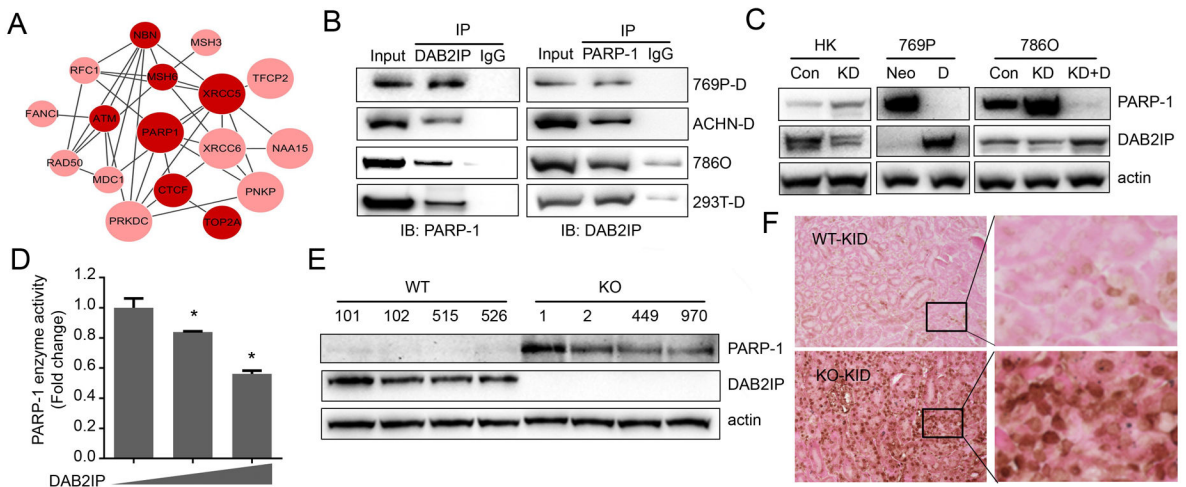 A
NBN
MSH3
RFC1
MSH6
TFCP2
XRCC5
FANCI
ATM
PARP1
XRCC6
NAA15
RAD50
MDC1
CTCF
PNKP
PRKDC
TOP2A
B
IP IP
Input DAB2IP IgG Input PARP-1 IgG
769P-D
ACHN-D
786O
293T-D
IB: PARP-1 IB: DAB2IP
C
HK 769P 786O
Con KD Neo D Con KD KD+D
PARP-1
DAB2IP
actin
D
PARP-1 enzyme activity
(Fold change)
1.2
1.0
0.8
0.6
0.4
0.2
0.0
*
*
DAB2IP
E
WT KO
101 102 515 526 1 2 449 970
PARP-1
DAB2IP
actin
F
WT-KID
KO-KID